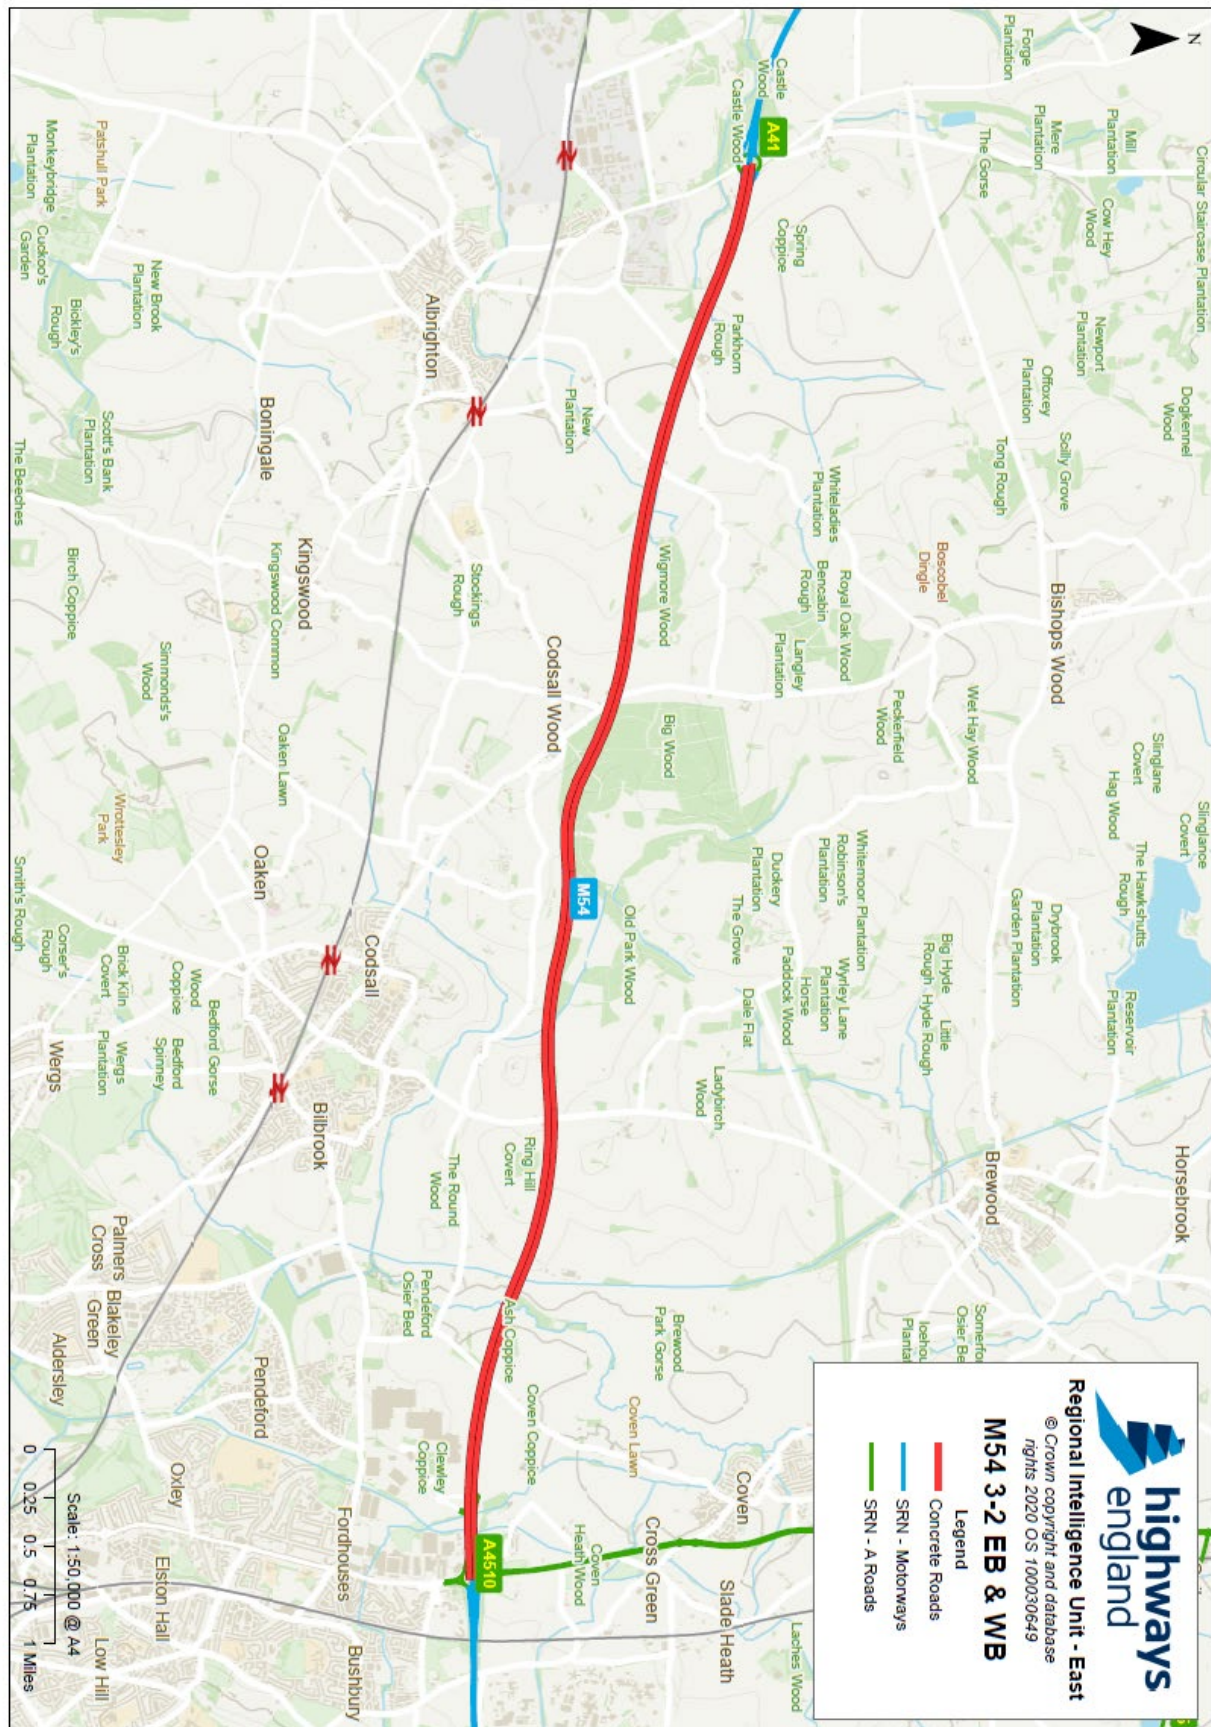 N
highways
england
Regional Intelligence Unit - East
© Crown copyright and database
rights 2020 OS 100030649
M54 3-2 EB & WB
Legend
Concrete Roads
SRN - Motorways
SRN - A Roads
Circular Staircase Plantation
Forge
Plantation
Mill
Plantation
Mere
Plantation
The Gorse
Cow Hey
Wood
Newport
Plantation
Dogkennel
Wood
Offoxey
Plantation
Soilly Grove
Tong Rough
Bishops Wood
Boscobel
Dingle
Slinglane
Covert
Slinglance
Covert
Hag Wood
The Hawkshutts
Rough
Reservoir
Plantation
Drybrook
Plantation
Garden Plantation
Wet Hay Wood
Peckerfield
Wood
Horsebrook
Brewood
Big Hyde
Rough
Little
Hyde Rough
Castle
Wood
Castle Wood
A41
Spring
Coppice
Parkhorn
Rough
Whiteladies
Plantation
Royal Oak Wood
Bencabin
Rough
Langley
Plantation
Wigmore Wood
Big Wood
Whitemoor Plantation
Robinson's
Plantation
Duckery
Plantation
The Grove
Wyrley Lane
Plantation
Horse
Paddock Wood
Dale Flat
Old Park Wood
Ladybirch
Wood
M54
Brewood
Park Gorse
Coven Lawn
Coven
Cross Green
Slade Heath
Laches Wood
Coven
Heath Wood
Coven Coppice
A4510
Ash Coppice
Clewley
Coppice
Pendeford
Osier Bed
The Round
Wood
Ring Hill
Covert
New
Plantation
Codsall Wood
Stockings
Rough
Albrighton
Boningale
Kingswood
Kingswood Common
Oaken Lawn
Oaken
Codsall
Bilbrook
Patshull Park
Monkeybridge
Plantation
Cuckoo's
Garden
New Brook
Plantation
Bickley's
Rough
Scott's Bank
Plantation
The Beeches
Birch Coppice
Simmonds's
Wood
Wrottesley
Park
Smith's Rough
Corser's
Rough
Brick Kiln
Covert
Wood
Coppice
Bedford Gorse
Bedford
Spinney
Wergs
Plantation
Wergs
Palmers
Cross
Blakeley
Green
Aldersley
Pendeford
Oxley
Fordhouses
Elston Hall
Low Hill
Bushbury
Scale: 1:50,000 @ A4
0 0.25 0.5 0.75 1 Miles